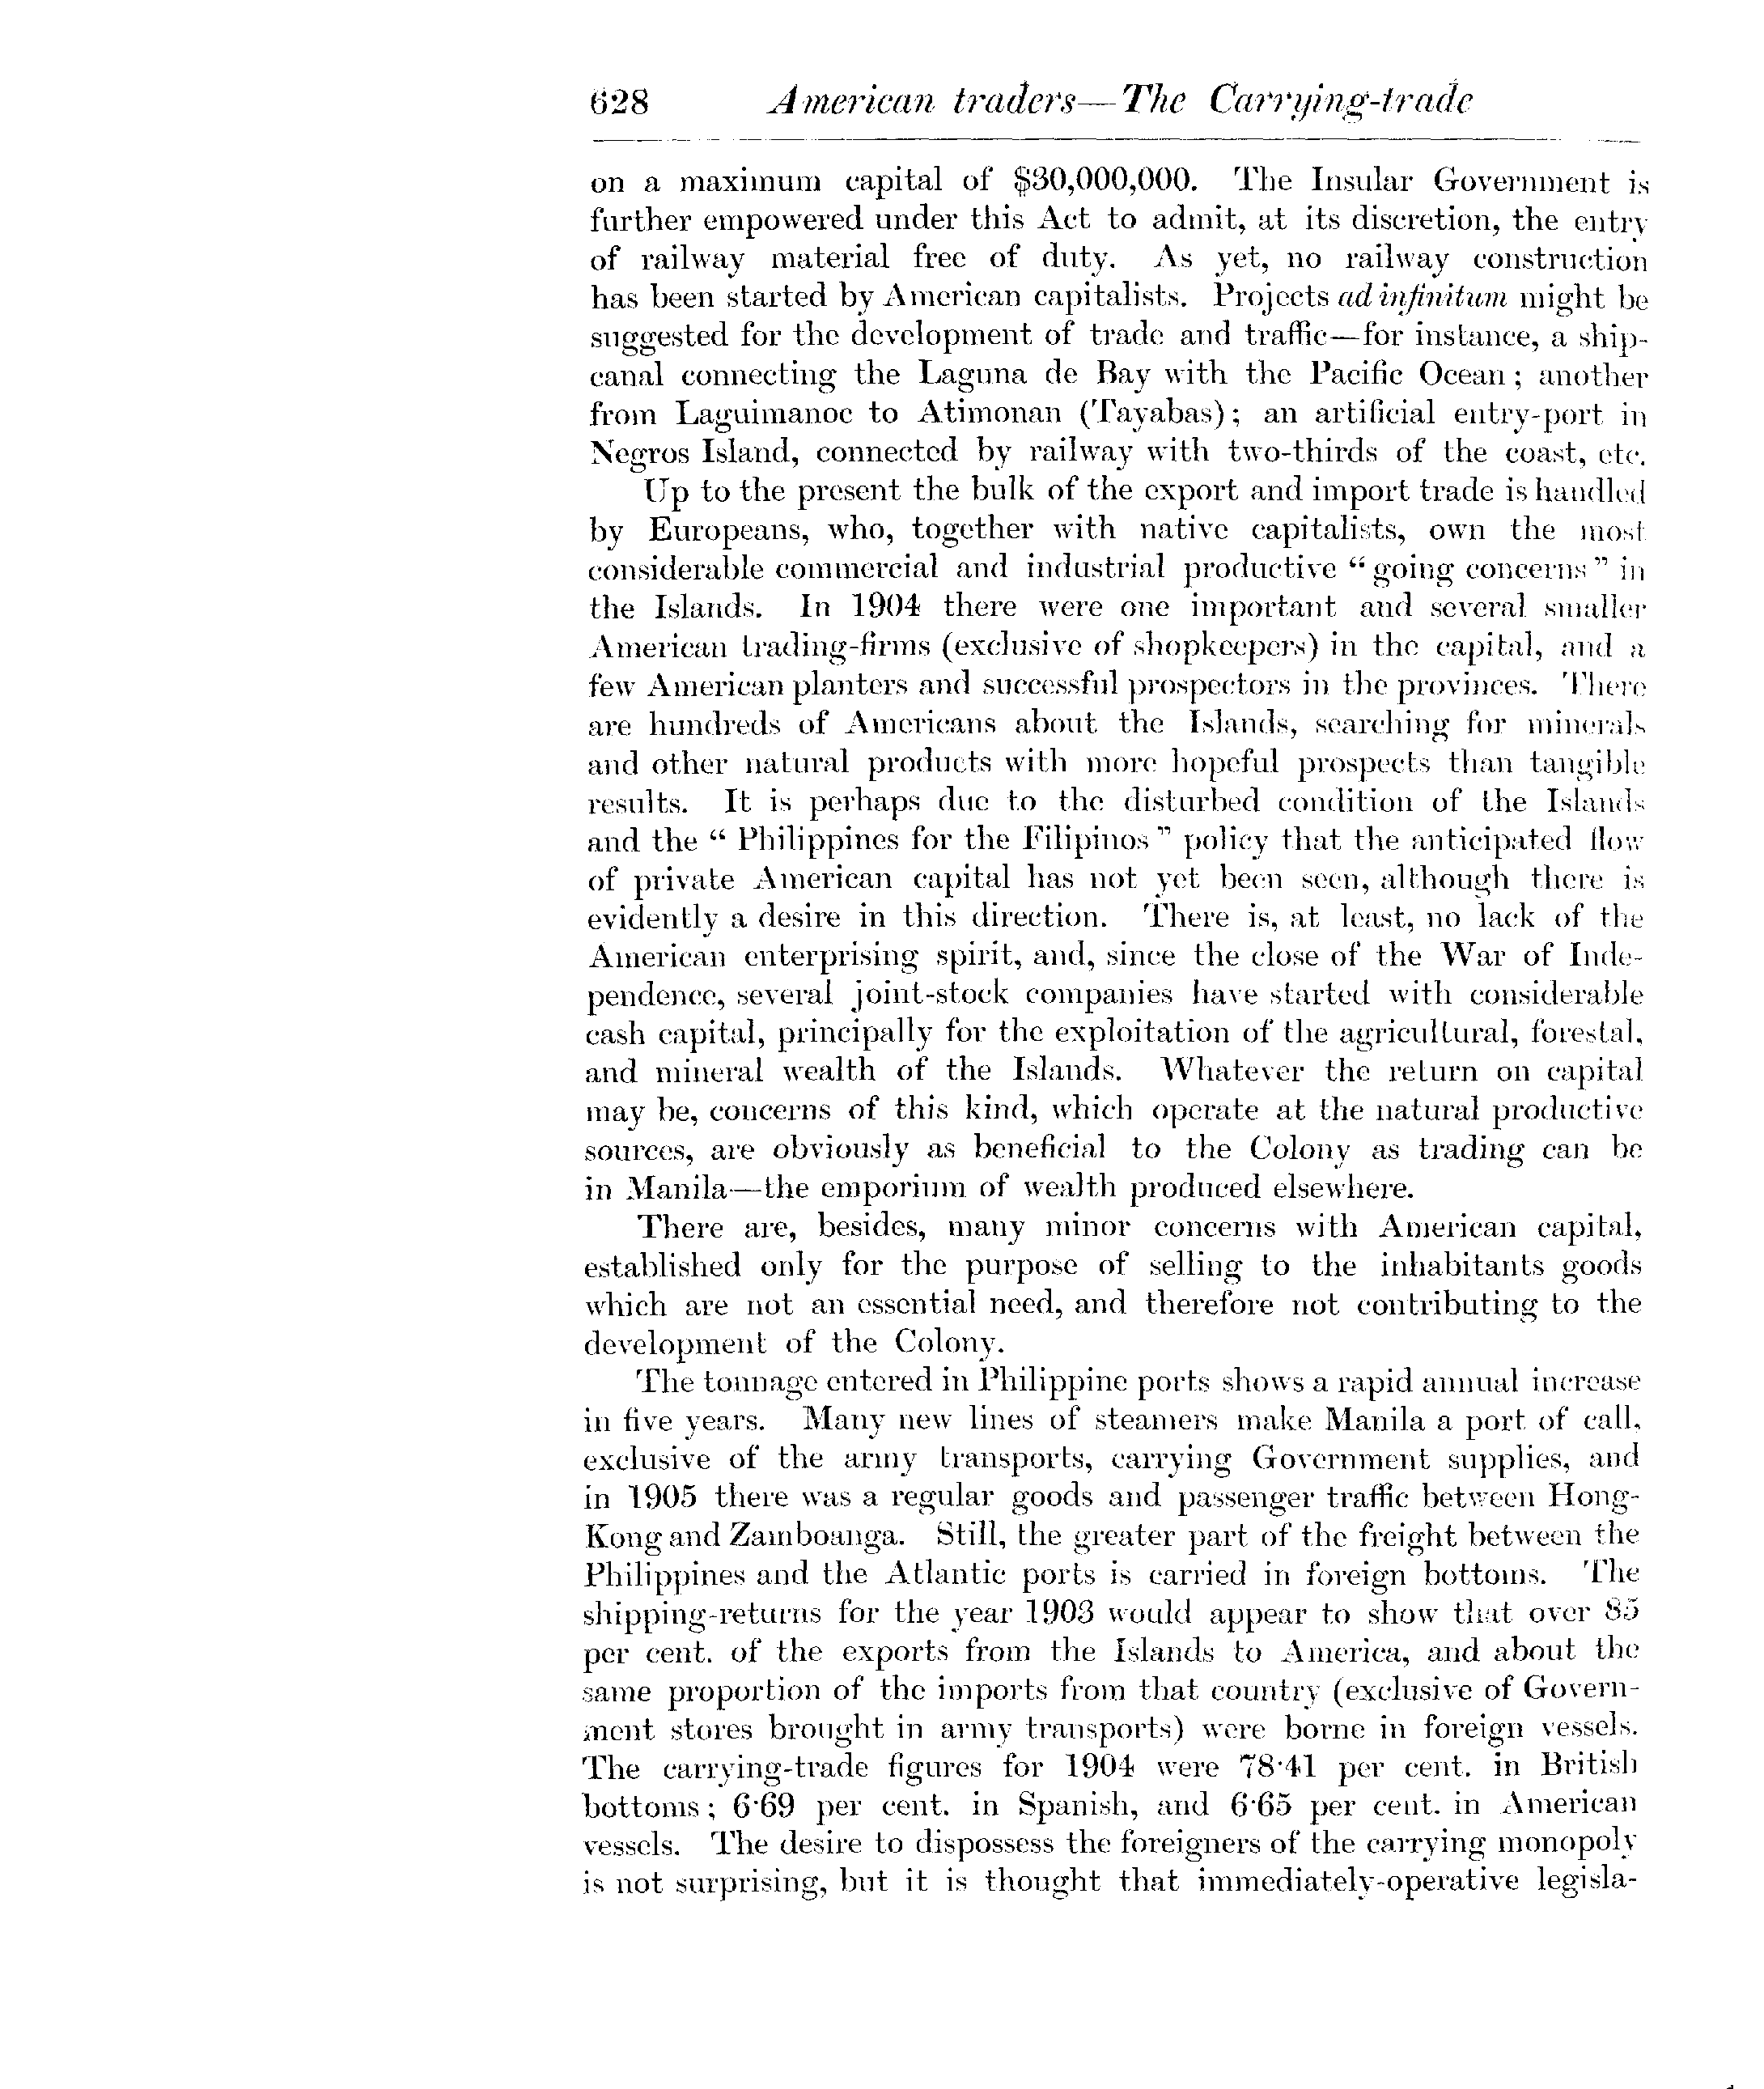 628 American traders—The Carrying-trade
on a maximum capital of $30,000,000. The Insular Government is
further empowered under this Act to admit, at its discretion, the entry
of railway material free of duty. As yet, no railway construction
has been started by American capitalists. Projects ad infinitum might be
suggested for the development of trade and traffic—for instance, a ship-
canal connecting the Laguna de Bay with the Pacific Ocean; another
from Laguimanoc to Atimonan (Tayabas); an artificial entry-port in
Negros Island, connected by railway with two-thirds of the coast, etc.
Up to the present the bulk of the export and import trade is handled
by Europeans, who, together with native capitalists, own the most
considerable commercial and industrial productive “going concerns” in
the Islands. In 1904 there were one important and several smaller
American trading-firms (exclusive of shopkeepers) in the capital, and a
few American planters and successful prospectors in the provinces. There
are hundreds of Americans about the Islands, searching for minerals
and other natural products with more hopeful prospects than tangible
results. It is perhaps due to the disturbed condition of the Islands
and the “Philippines for the Filipinos” policy that the anticipated flow
of private American capital has not yet been seen, although there is
evidently a desire in this direction. There is, at least, no lack of the
American enterprising spirit, and, since the close of the War of Inde-
pendence, several joint-stock companies have started with considerable
cash capital, principally for the exploitation of the agricultural, forestal,
and mineral wealth of the Islands. Whatever the return on capital
may be, concerns of this kind, which operate at the natural productive
sources, are obviously as beneficial to the Colony as trading can be
in Manila—the emporium of wealth produced elsewhere.
There are, besides, many minor concerns with American capital,
established only for the purpose of selling to the inhabitants goods
which are not an essential need, and therefore not contributing to the
development of the Colony.
The tonnage entered in Philippine ports shows a rapid annual increase
in five years. Many new lines of steamers make Manila a port of call,
exclusive of the army transports, carrying Government supplies, and
in 1905 there was a regular goods and passenger traffic between Hong-
Kong and Zamboanga. Still, the greater part of the freight between the
Philippines and the Atlantic ports is carried in foreign bottoms. The
shipping-returns for the year 1903 would appear to show that over 85
per cent. of the exports from the Islands to America, and about the
same proportion of the imports from that country (exclusive of Govern-
ment stores brought in army transports) were borne in foreign vessels.
The carrying-trade figures for 1904 were 78·41 per cent. in British
bottoms; 6·69 per cent. in Spanish, and 6·65 per cent. in American
vessels. The desire to dispossess the foreigners of the carrying monopoly
is not surprising, but it is thought that immediately-operative legisla-